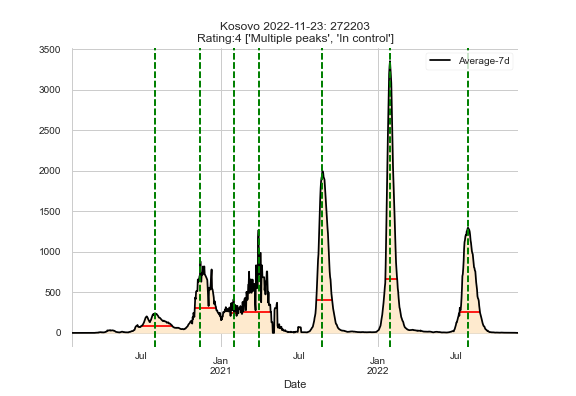 Kosovo 2022-11-23: 272203
Rating:4 ['Multiple peaks', 'In control']
Average-7d
3500
3000
2500
2000
1500
1000
500
0
Jul
Jan
2021
Jul
Jan
2022
Jul
Date